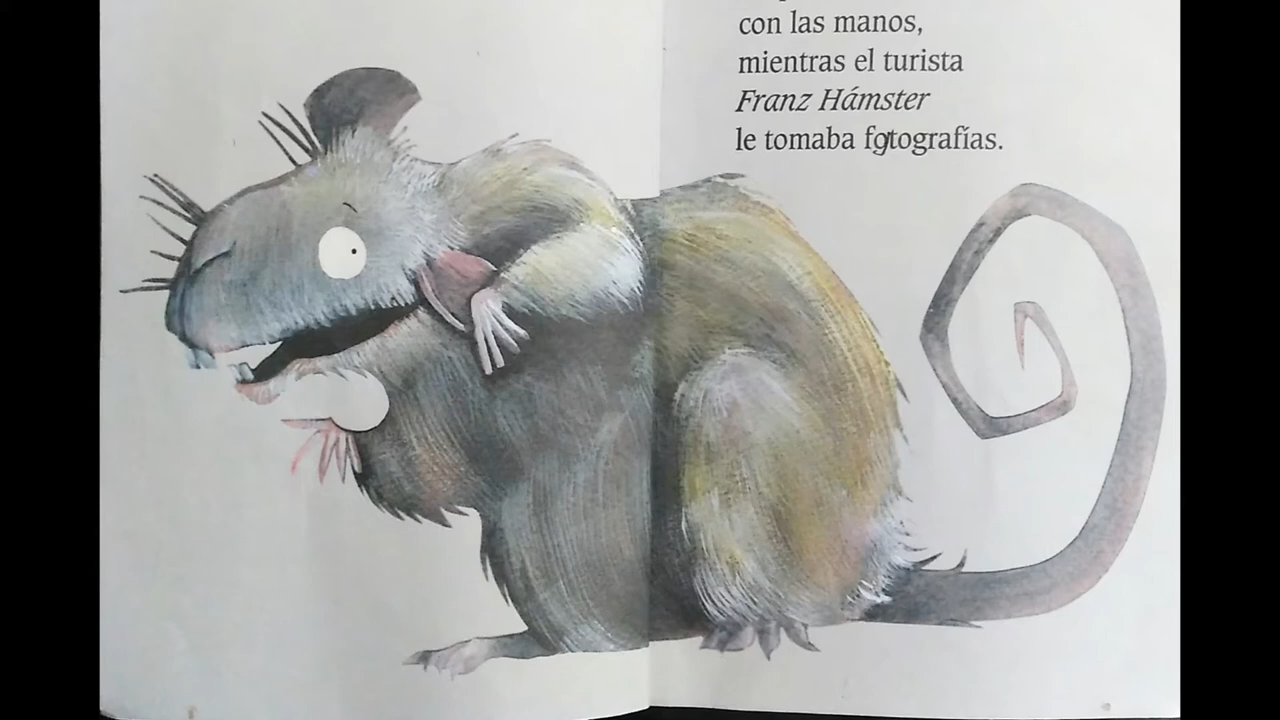 con las manos,
mientras el turista
Franz Hámster
le tomaba fotografías.